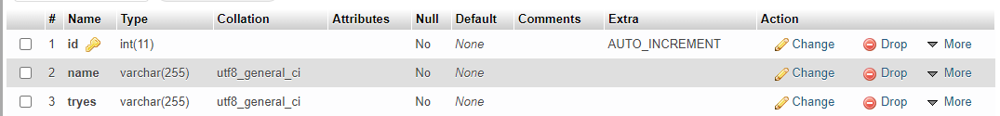 # Name Type Collation Attributes Null Default Comments Extra Action
1 id int(11) No None AUTO_INCREMENT Change Drop More
2 name varchar(255) utf8_general_ci No None Change Drop More
3 tryes varchar(255) utf8_general_ci No None Change Drop More